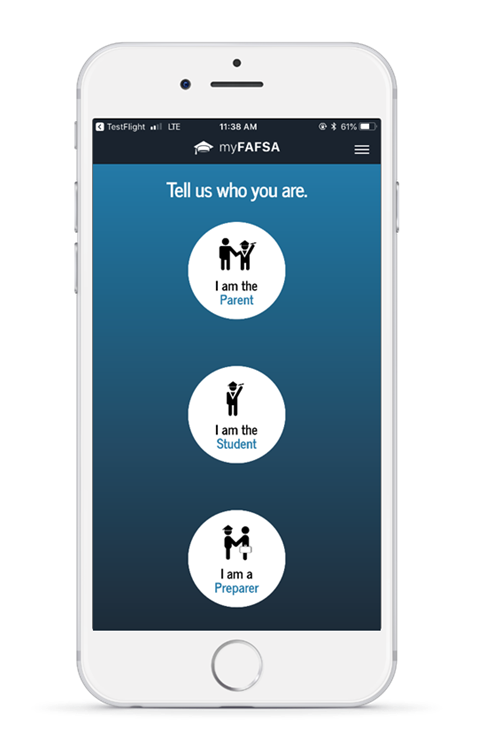 TestFlight LTE 11:38 AM 61%
myFAFSA
Tell us who you are.
I am the
Parent
I am the
Student
I am a
Preparer